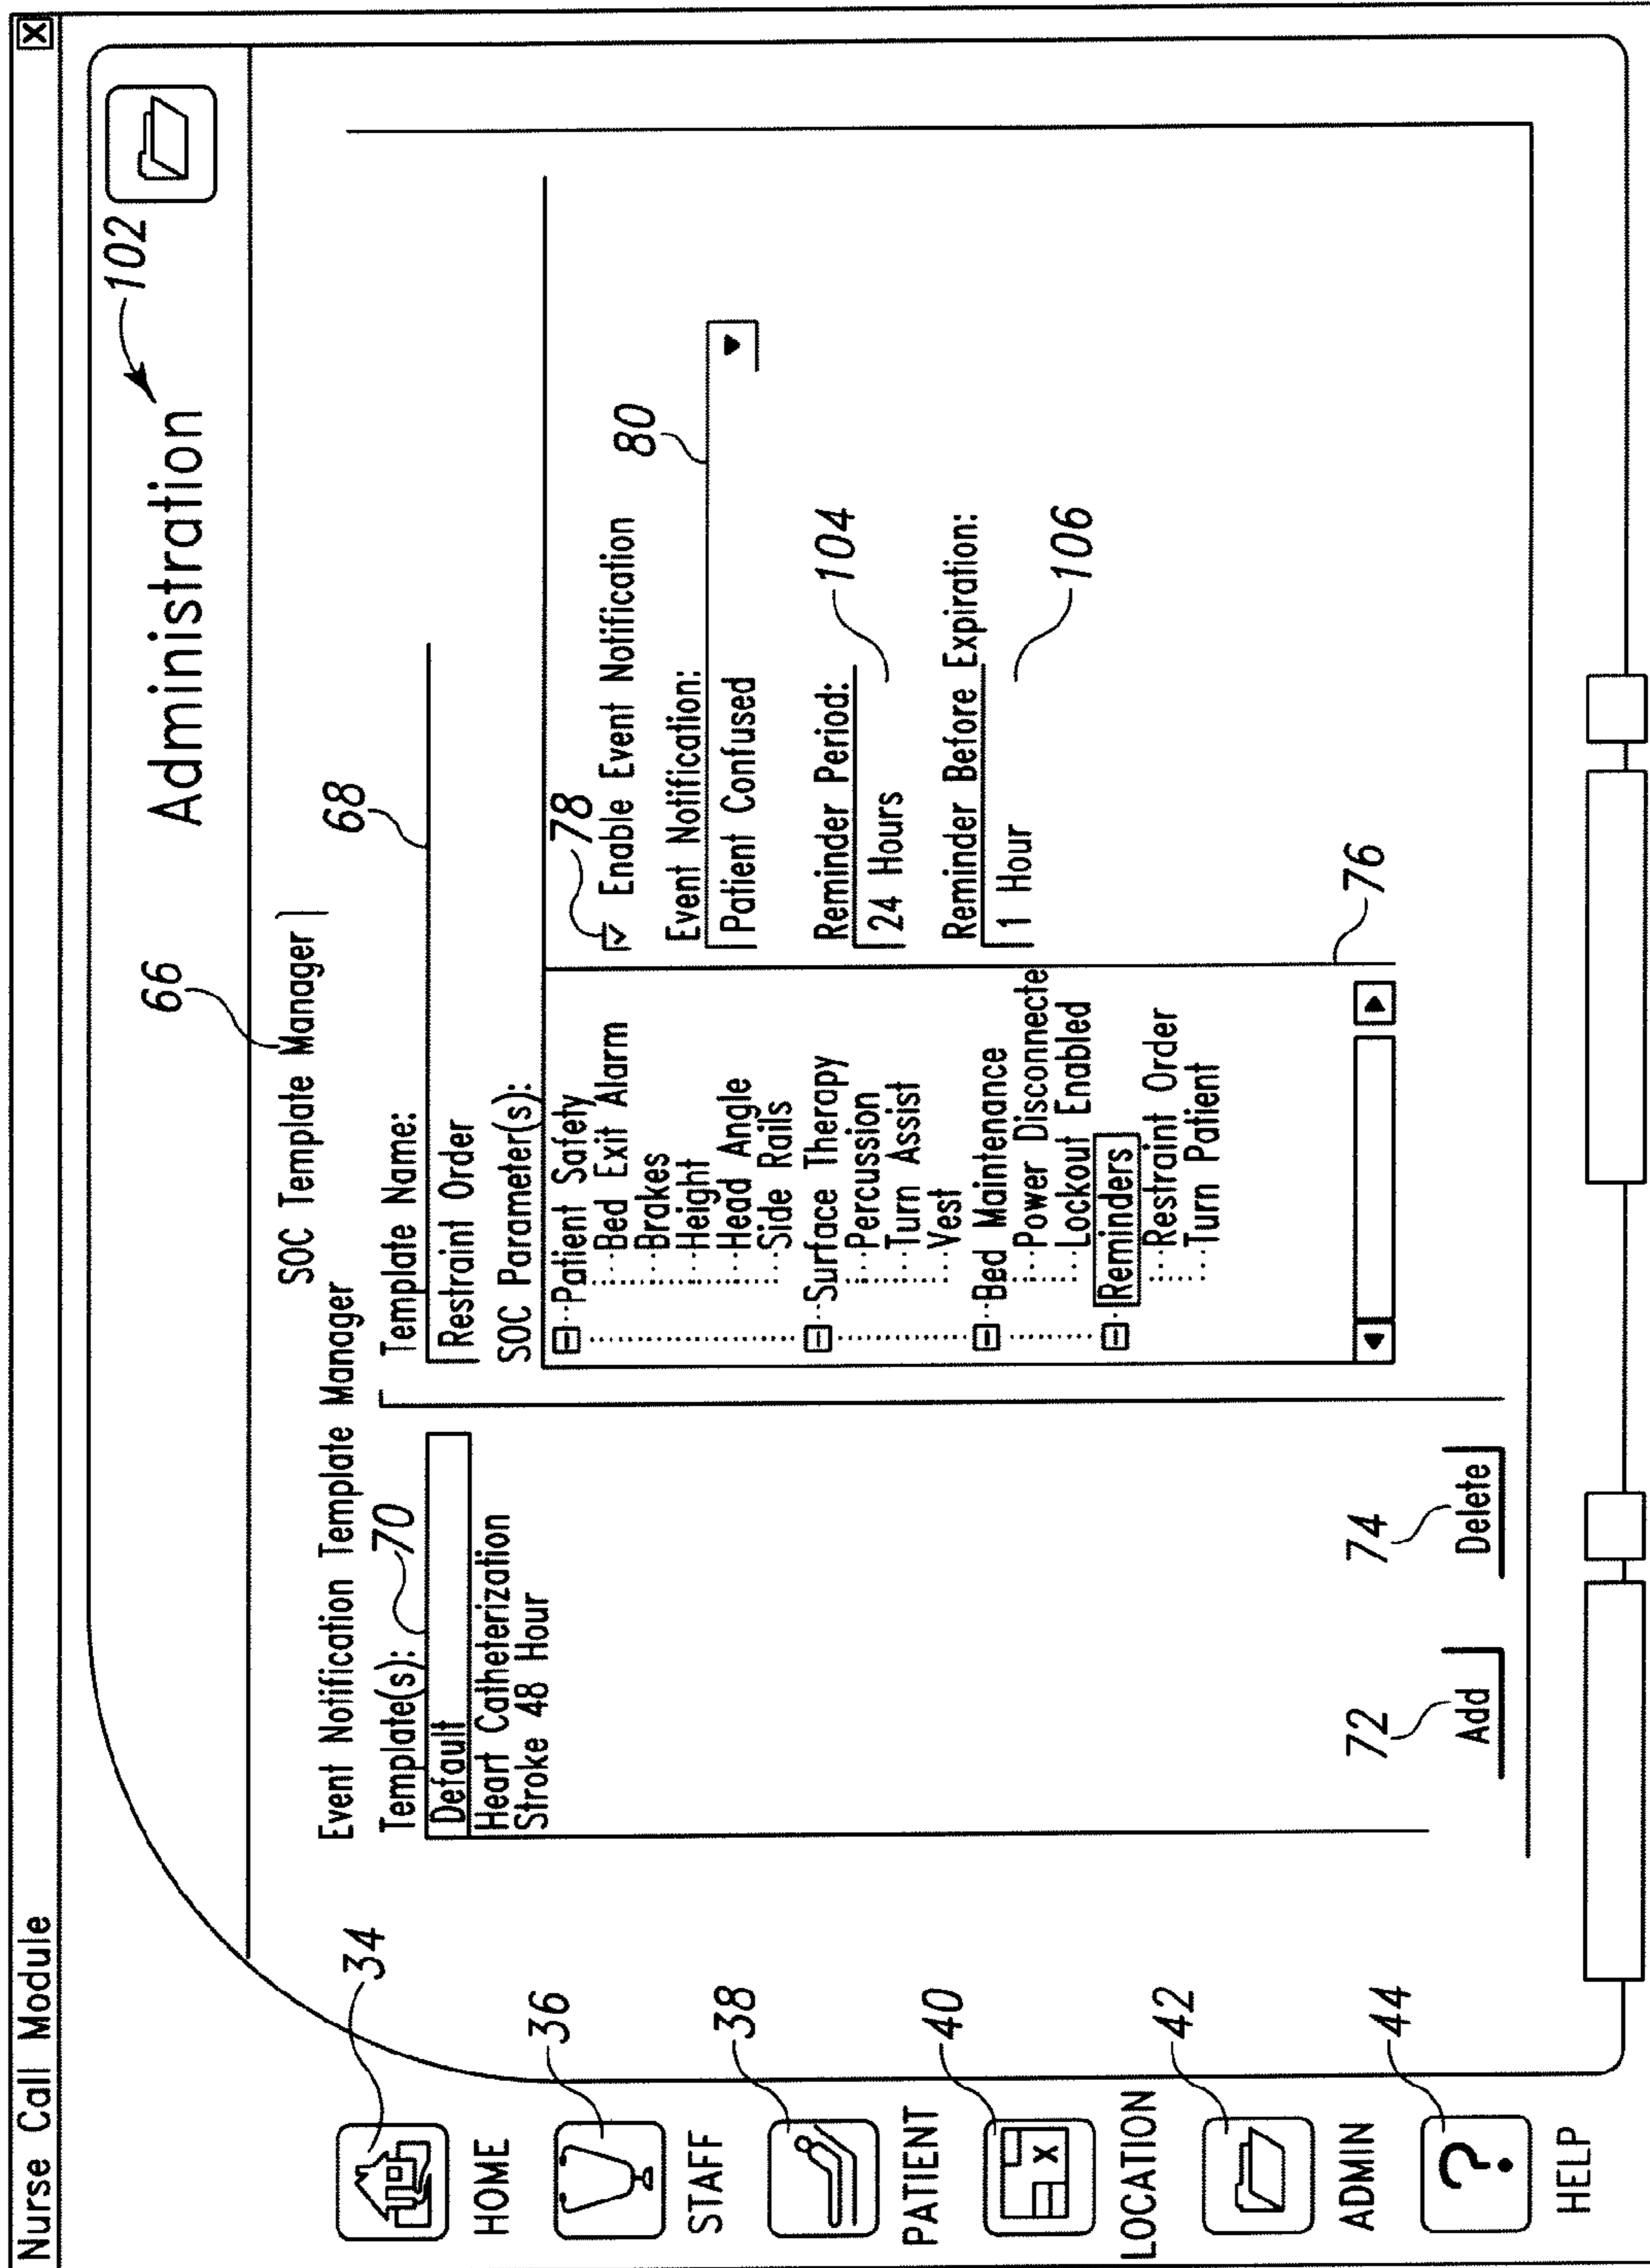 Nurse Call Module
X
Administration
102
66
SOC Template Manager
Event Notification Template Manager
Template(s):
70
Default
Heart Catheterization
Stroke 48 Hour
72
Add
74
Delete
Template Name:
68
Restraint Order
SOC Parameter(s):
Patient Safety
Bed Exit Alarm
Brakes
Height
Head Angle
Side Rails
Surface Therapy
Percussion
Turn Assist
Vest
Bed Maintenance
Power Disconnecte
Lockout Enabled
Reminders
Restraint Order
Turn Patient
76
78
Enable Event Notification
Event Notification:
80
Patient Confused
Reminder Period:
24 Hours
104
Reminder Before Expiration:
1 Hour
106
34
HOME
36
STAFF
38
PATIENT
40
X
LOCATION
42
ADMIN
44
?
HELP